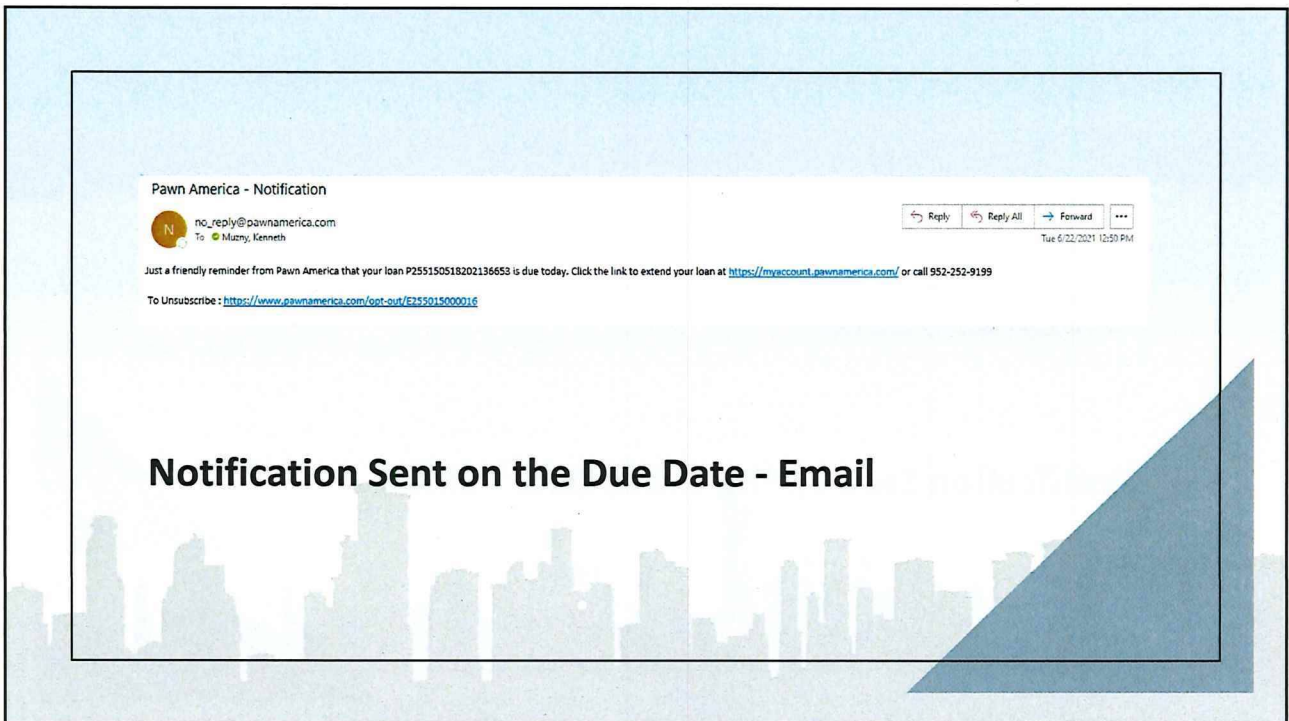 Pawn America - Notification
N
no_reply@pawnamerica.com
To Muzny, Kenneth
Reply Reply All Forward ...
Tue 6/22/2021 12:50 PM
Just a friendly reminder from Pawn America that your loan P255150518202136653 is due today. Click the link to extend your loan at https://myaccount.pawnamerica.com/ or call 952-252-9199
To Unsubscribe : https://www.pawnamerica.com/opt-out/E255015000016
Notification Sent on the Due Date - Email